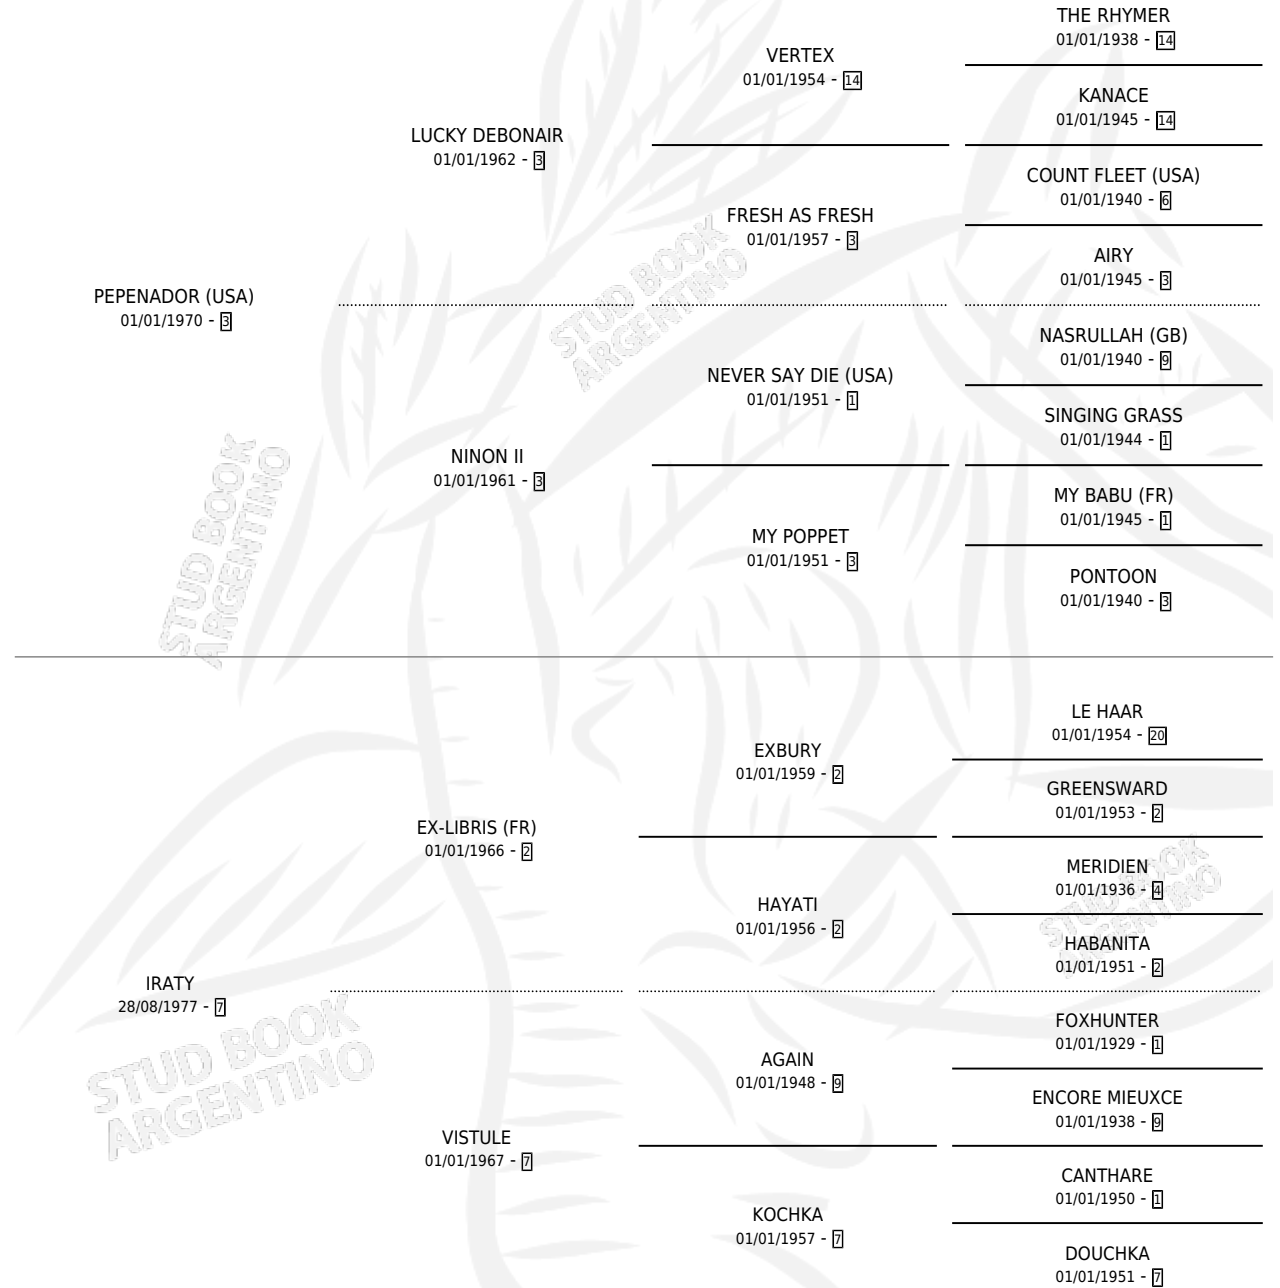 THE RHYMER
01/01/1938 - 14
VERTEX
01/01/1954 - 14
KANACE
01/01/1945 - 14
LUCKY DEBONAIR
01/01/1962 - 3
COUNT FLEET (USA)
01/01/1940 - 6
FRESH AS FRESH
01/01/1957 - 3
AIRY
01/01/1945 - 3
PEPENADOR (USA)
01/01/1970 - 3
STUD BOOK
ARGENTINO
NASRULLAH (GB)
01/01/1940 - 9
NEVER SAY DIE (USA)
01/01/1951 - 1
SINGING GRASS
01/01/1944 - 1
NINON II
01/01/1961 - 3
MY BABU (FR)
01/01/1945 - 1
MY POPPET
01/01/1951 - 3
PONTOON
01/01/1940 - 3
STUD BOOK
ARGENTINO
LE HAAR
01/01/1954 - 20
EXBURY
01/01/1959 - 2
GREENSWARD
01/01/1953 - 2
EX-LIBRIS (FR)
01/01/1966 - 2
MERIDIEN
01/01/1936 - 4
HAYATI
01/01/1956 - 2
HABANITA
01/01/1951 - 2
STUD BOOK
ARGENTINO
IRATY
28/08/1977 - 7
FOXHUNTER
01/01/1929 - 1
AGAIN
01/01/1948 - 9
ENCORE MIEUXCE
01/01/1938 - 9
STUD BOOK
ARGENTINO
VISTULE
01/01/1967 - 7
CANTHARE
01/01/1950 - 1
KOCHKA
01/01/1957 - 7
DOUCHKA
01/01/1951 - 7